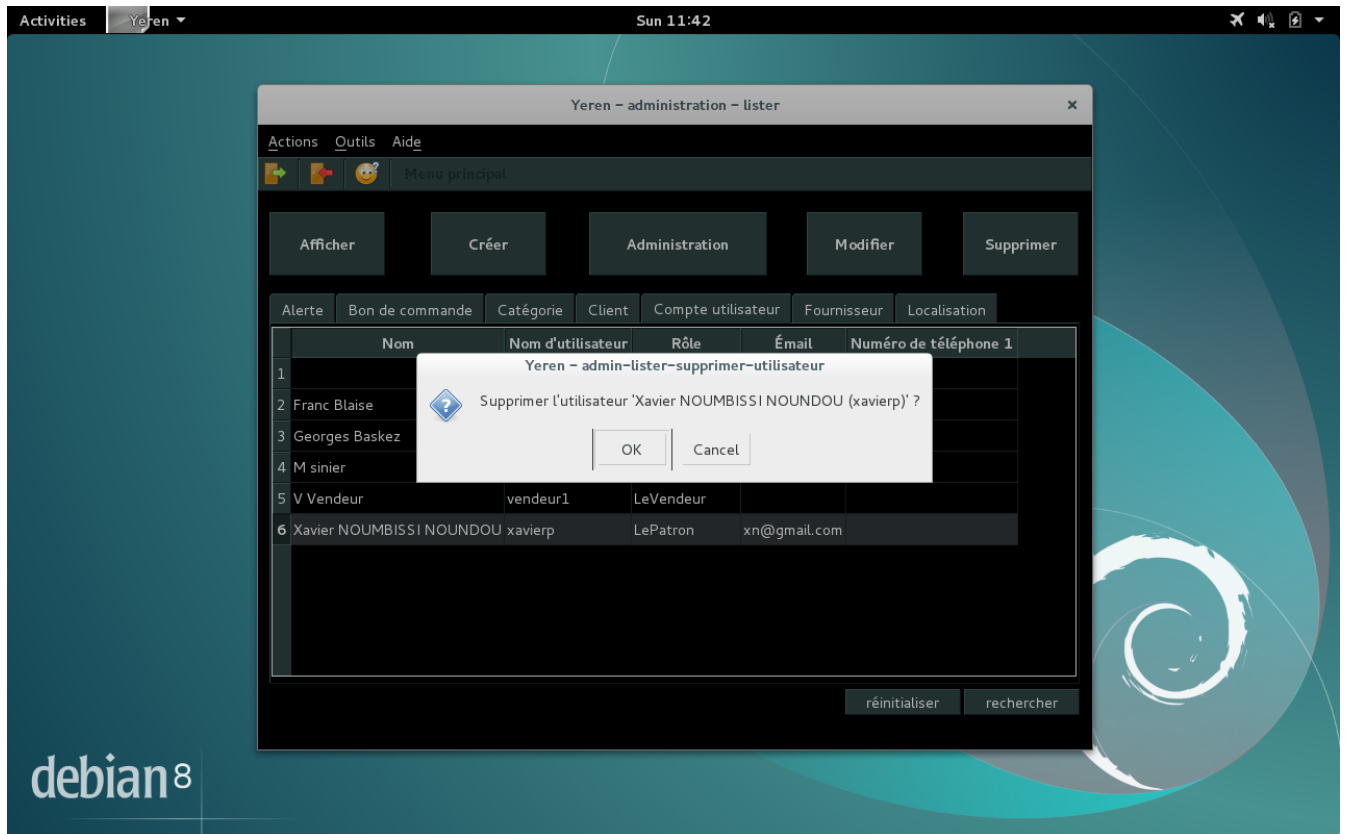 Activities Yeren Sun 11:42
Yeren – administration – lister
Actions Outils Aide
Menu principal
Afficher Créer Administration Modifier Supprimer
Alerte Bon de commande Catégorie Client Compte utilisateur Fournisseur Localisation
Nom Nom d'utilisateur Rôle Émail Numéro de téléphone 1
Yeren – admin-lister-supprimer-utilisateur
1
Supprimer l'utilisateur 'Xavier NOUMBISSI NOUNDOU (xavierp)' ?
2 Franc Blaise
3 Georges Baskez
OK Cancel
4 M sinier
5 V Vendeur vendeur1 LeVendeur
6 Xavier NOUMBISSI NOUNDOU xavierp LePatron xn@gmail.com
réinitialiser rechercher
debian 8